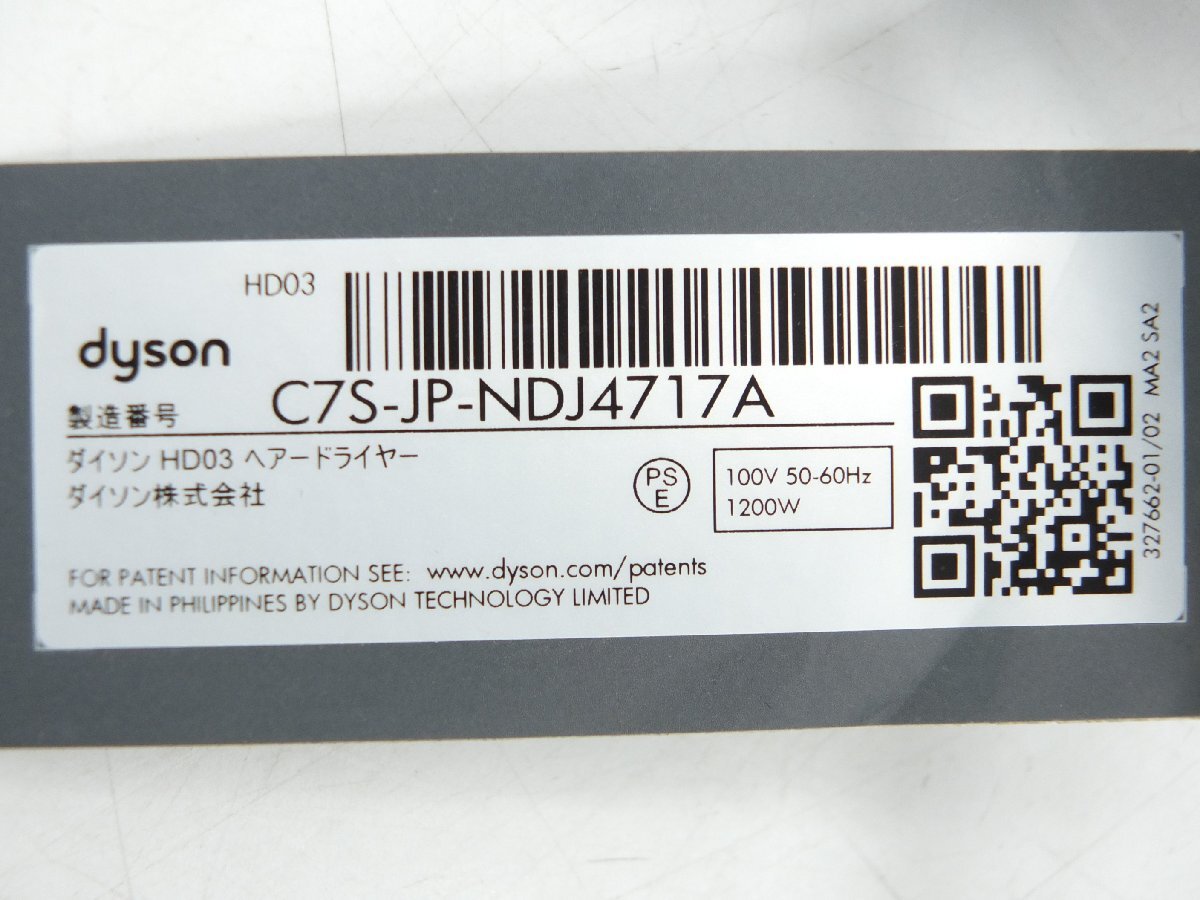 HD03
dyson
製造番号 C7S-JP-NDJ4717A
ダイソン HD03 ヘアードライヤー
ダイソン株式会社
PS
E
100V 50-60Hz
1200W
FOR PATENT INFORMATION SEE: www.dyson.com/patents
MADE IN PHILIPPINES BY DYSON TECHNOLOGY LIMITED
327662-01/02 MA2 SA2